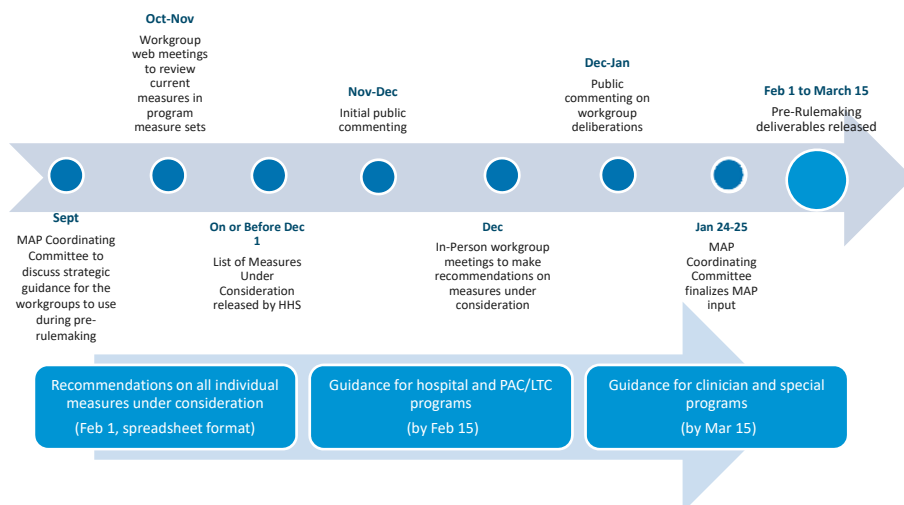 Oct-Nov
Workgroup
web meetings
to review
current
measures in
program
measure sets
Nov-Dec
Initial public
commenting
Dec-Jan
Public
commenting on
workgroup
deliberations
Feb 1 to March 15
Pre-Rulemaking
deliverables released
Sept
MAP Coordinating
Committee to
discuss strategic
guidance for the
workgroups to use
during pre-
rulemaking
On or Before Dec
1
List of Measures
Under
Consideration
released by HHS
Dec
In-Person workgroup
meetings to make
recommendations on
measures under
consideration
Jan 24-25
MAP
Coordinating
Committee
finalizes MAP
input
Recommendations on all individual
measures under consideration
(Feb 1, spreadsheet format)
Guidance for hospital and PAC/LTC
programs
(by Feb 15)
Guidance for clinician and special
programs
(by Mar 15)